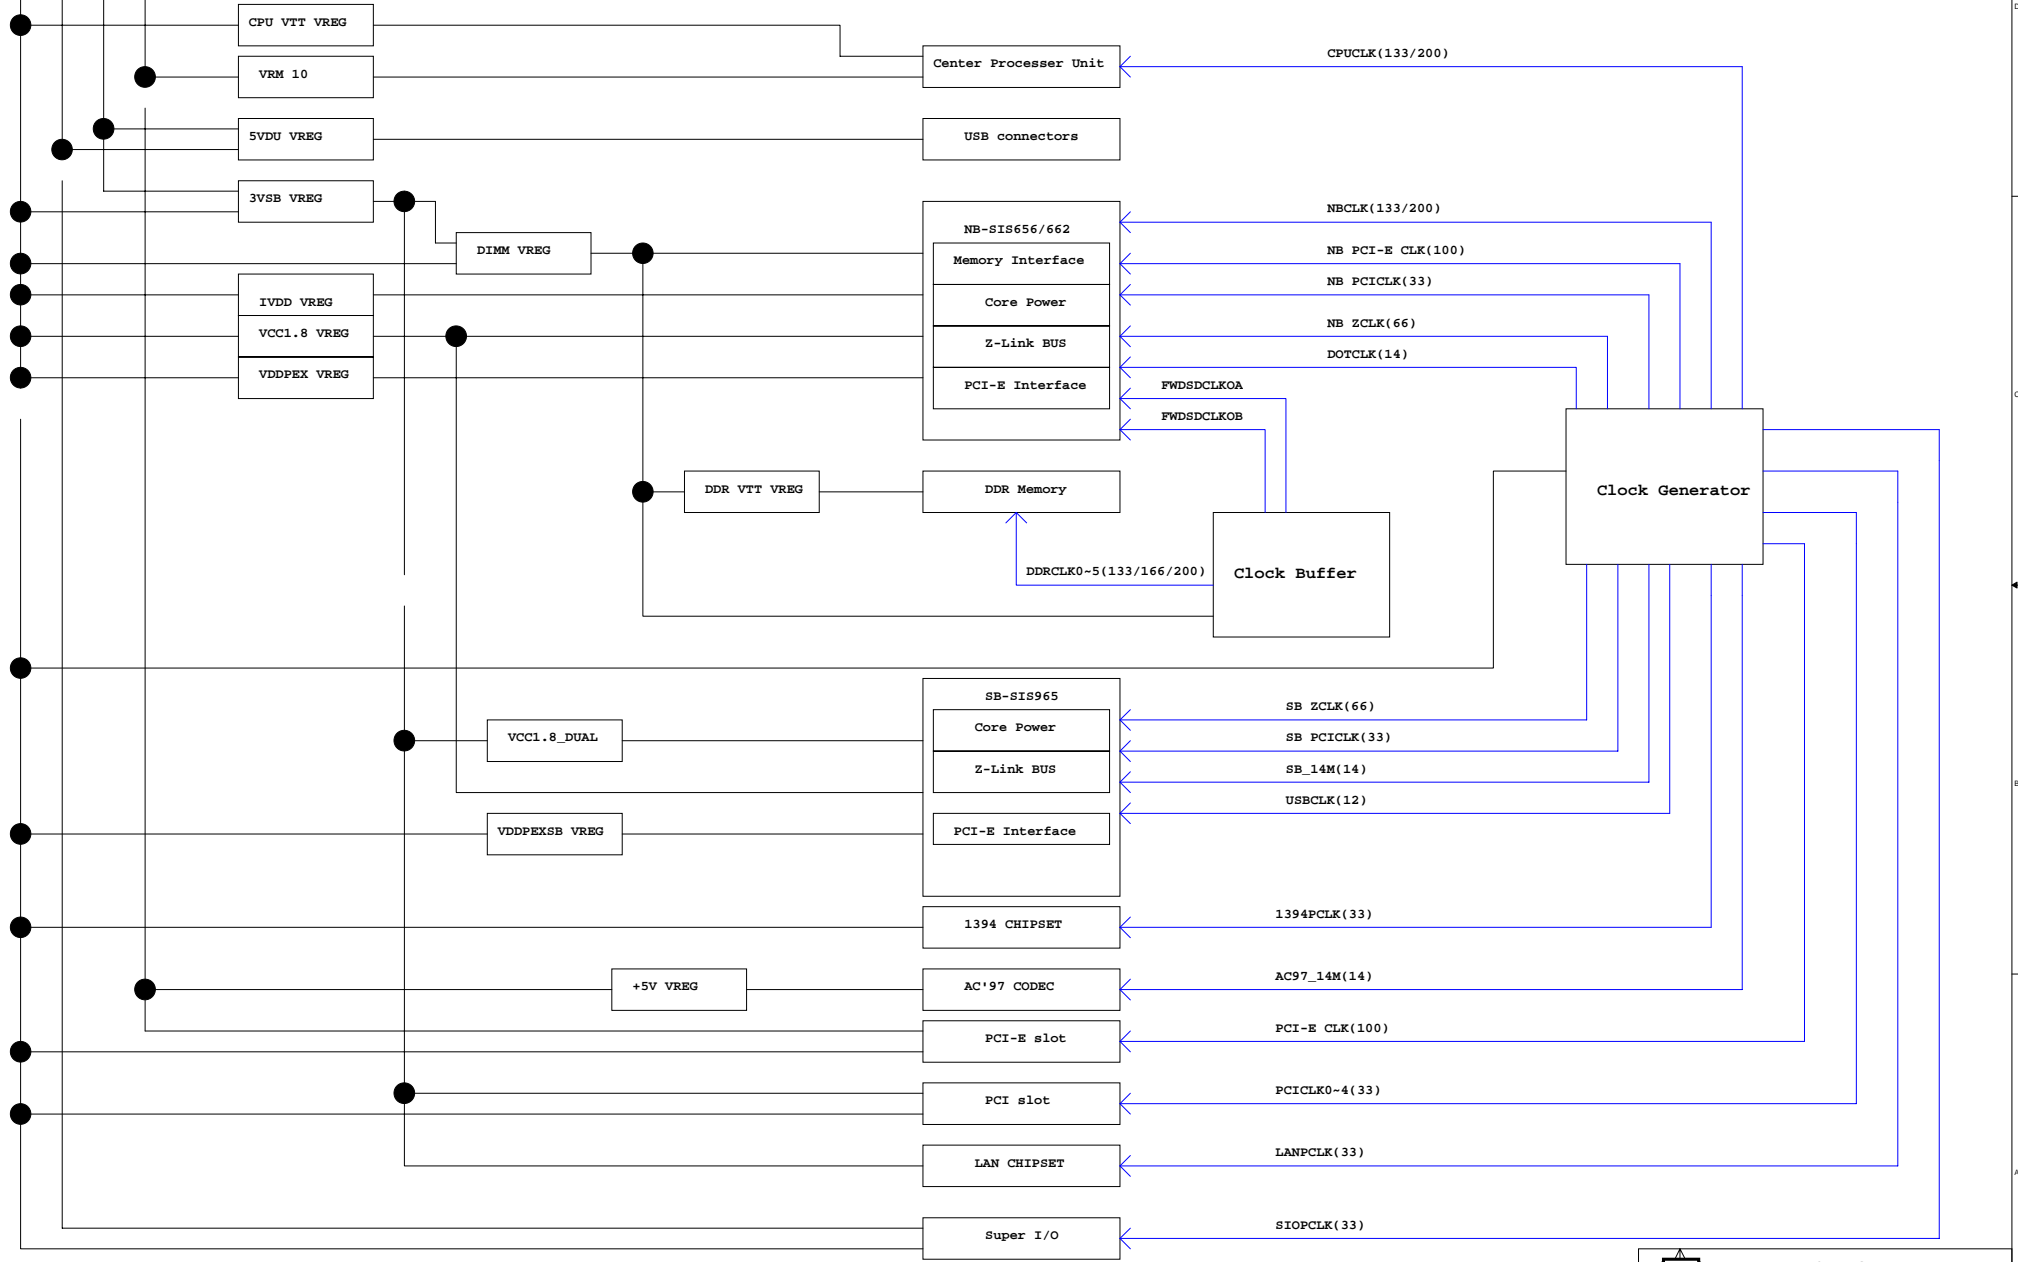 CPU VTT VREG
CPUCLK(133/200)
Center Processer Unit
VRM 10
5VDU VREG
USB connectors
3VSB VREG
NBCLK(133/200)
NB-SIS656/662
DIMM VREG
NB PCI-E CLK(100)
Memory Interface
NB PCICLK(33)
IVDD VREG
Core Power
NB ZCLK(66)
VCC1.8 VREG
Z-Link BUS
DOTCLK(14)
VDDPEX VREG
PCI-E Interface
FWDSDCLKOA
FWDSDCLKOB
DDR VTT VREG
DDR Memory
Clock Generator
DDRCLK0~5(133/166/200)
Clock Buffer
SB-SIS965
SB ZCLK(66)
Core Power
VCC1.8_DUAL
SB PCICLK(33)
Z-Link BUS
SB_14M(14)
USBCLK(12)
VDDPEXSB VREG
PCI-E Interface
1394PCLK(33)
1394 CHIPSET
AC97_14M(14)
+5V VREG
AC'97 CODEC
PCI-E CLK(100)
PCI-E slot
PCICLK0~4(33)
PCI slot
LANPCLK(33)
LAN CHIPSET
SIOPCLK(33)
Super I/O